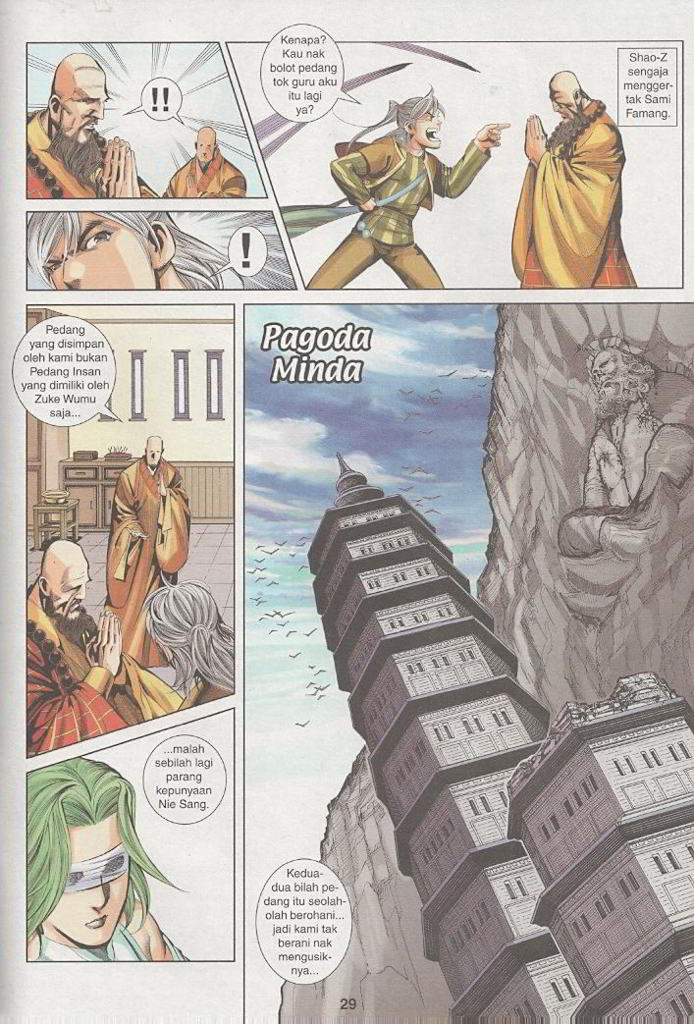 !!
Kenapa?
Kau nak
bolot pedang
tok guru aku
itu lagi
ya?
Shao-Z
sengaja
mengger-
tak Sami
Famang.
!
Pedang
yang disimpan
oleh kami bukan
Pedang Insan
yang dimiliki oleh
Zuke Wumu
saja...
Pagoda
Minda
...malah
sebilah lagi
parang
kepunyaan
Nie Sang.
Kedua-
dua bilah pe-
dang itu seolah-
olah berohani...
jadi kami tak
berani nak
mengusik-
nya...
29